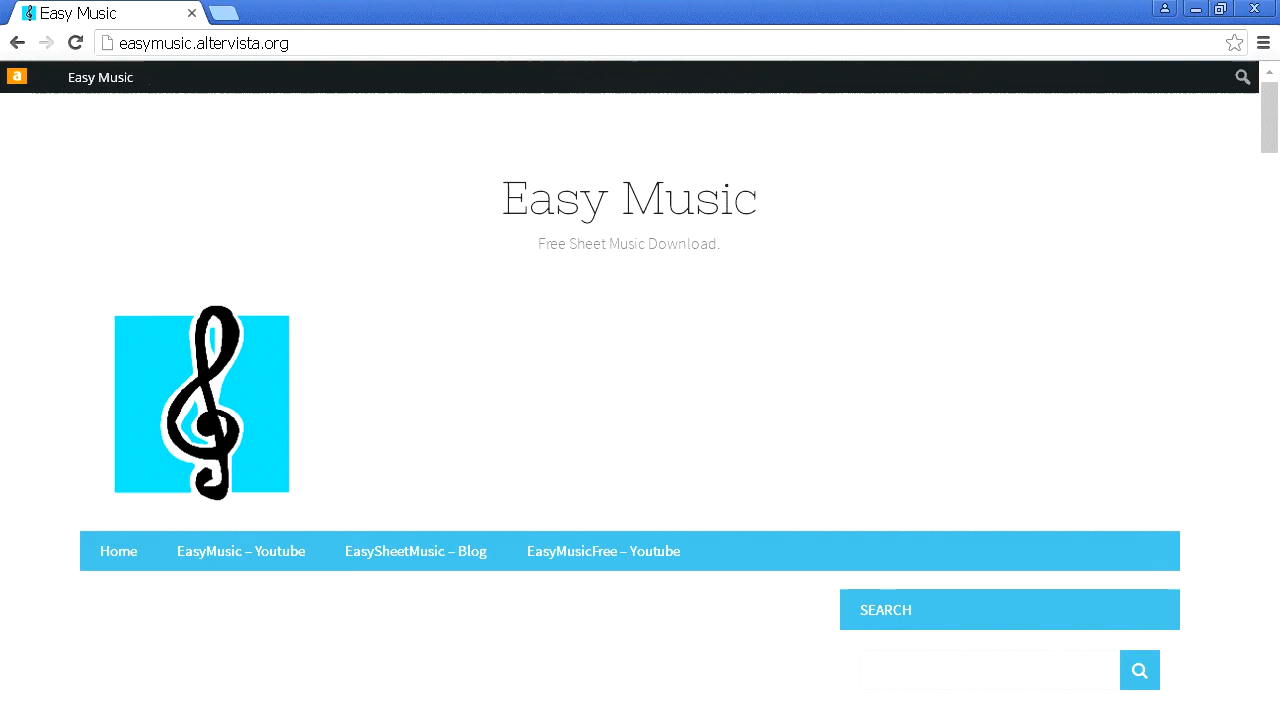 Easy Music
easymusic.altervista.org
a Easy Music
Easy Music
Free Sheet Music Download.
Home EasyMusic – Youtube EasySheetMusic – Blog EasyMusicFree – Youtube
SEARCH